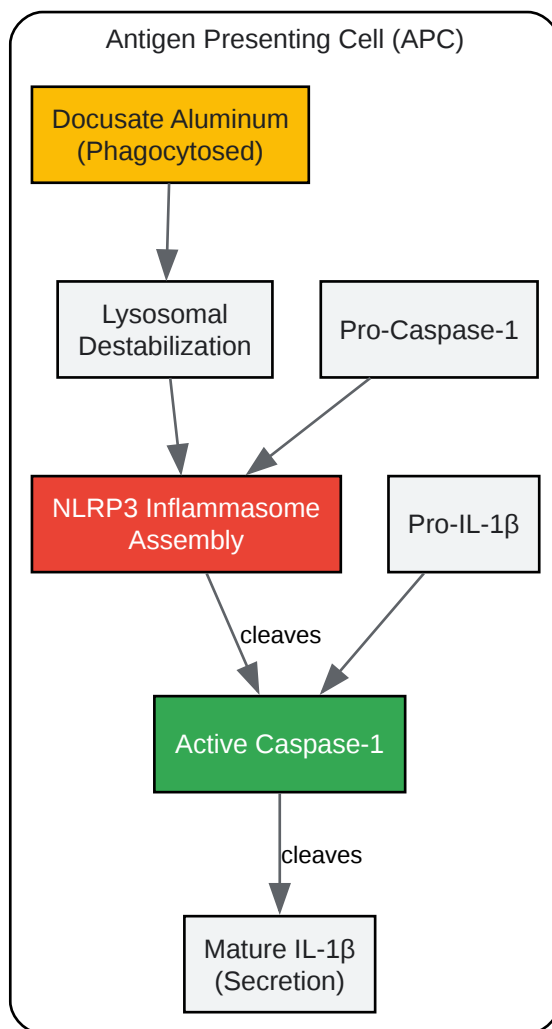 Antigen Presenting Cell (APC)
Docusate Aluminum
(Phagocytosed)
Lysosomal
Destabilization
Pro-Caspase-1
NLRP3 Inflammasome
Assembly
Pro-IL-1β
cleaves
Active Caspase-1
cleaves
Mature IL-1β
(Secretion)